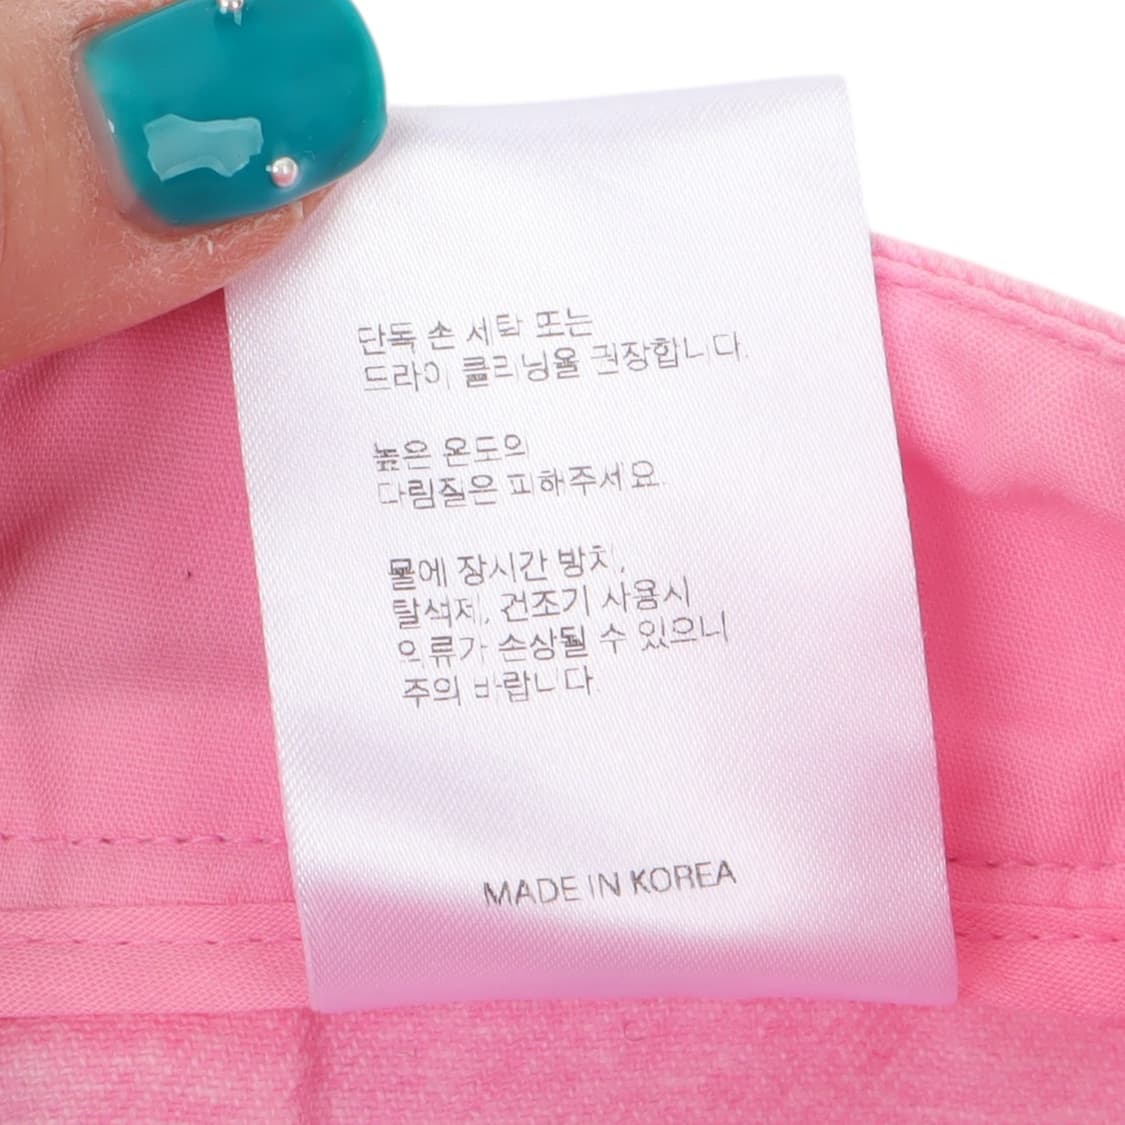 단독 손 세탁 또는
드라이 클리닝을 권장합니다.
높은 온도의
다림질은 피해주세요.
물에 장시간 방치,
탈색제, 건조기 사용시
의류가 손상될 수 있으니
주의 바랍니다.
MADE IN KOREA